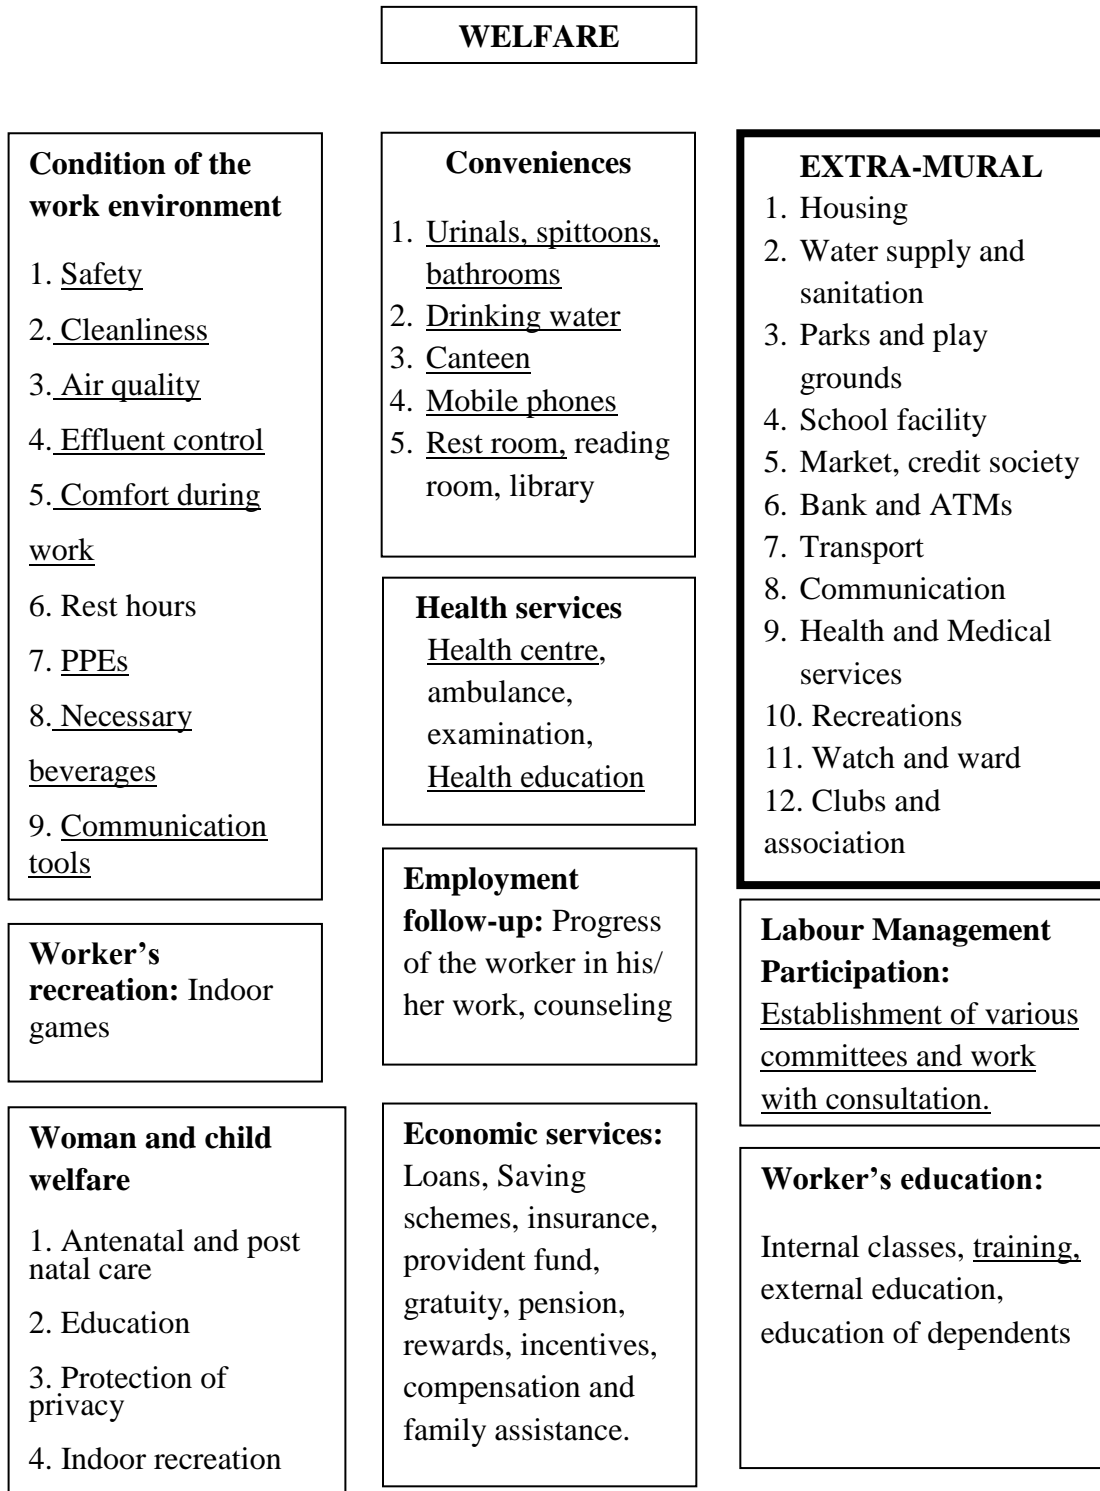 WELFARE
Condition of the
work environment
1. Safety
2. Cleanliness
3. Air quality
4. Effluent control
5. Comfort during
work
6. Rest hours
7. PPEs
8. Necessary
beverages
9. Communication
tools
Worker's
recreation: Indoor
games
Woman and child
welfare
1. Antenatal and post
natal care
2. Education
3. Protection of
privacy
4. Indoor recreation
Conveniences
1. Urinals, spittoons,
bathrooms
2. Drinking water
3. Canteen
4. Mobile phones
5. Rest room, reading
room, library
Health services
Health centre,
ambulance,
examination,
Health education
Employment
follow-up: Progress
of the worker in his/
her work, counseling
Economic services:
Loans, Saving
schemes, insurance,
provident fund,
gratuity, pension,
rewards, incentives,
compensation and
family assistance.
EXTRA-MURAL
1. Housing
2. Water supply and
sanitation
3. Parks and play
grounds
4. School facility
5. Market, credit society
6. Bank and ATMs
7. Transport
8. Communication
9. Health and Medical
services
10. Recreations
11. Watch and ward
12. Clubs and
association
Labour Management
Participation:
Establishment of various
committees and work
with consultation.
Worker's education:
Internal classes, training,
external education,
education of dependents